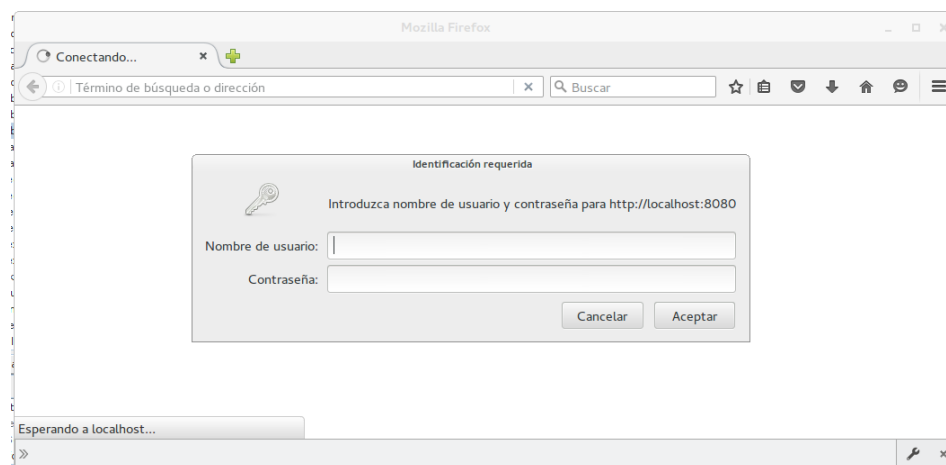 Mozilla Firefox
Conectando...
Término de búsqueda o dirección
Buscar
Identificación requerida
Introduzca nombre de usuario y contraseña para http://localhost:8080
Nombre de usuario:
Contraseña:
Cancelar Aceptar
Esperando a localhost...